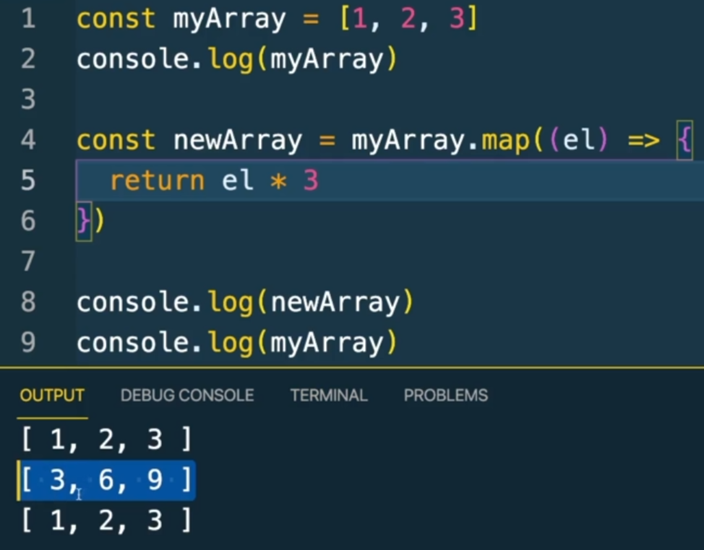 1 const myArray = [1, 2, 3]
2 console.log(myArray)
3
4 const newArray = myArray.map((el) => {
5   return el * 3
6 })
7
8 console.log(newArray)
9 console.log(myArray)
OUTPUT DEBUG CONSOLE TERMINAL PROBLEMS
[ 1, 2, 3 ]
[ 3, 6, 9 ]
[ 1, 2, 3 ]